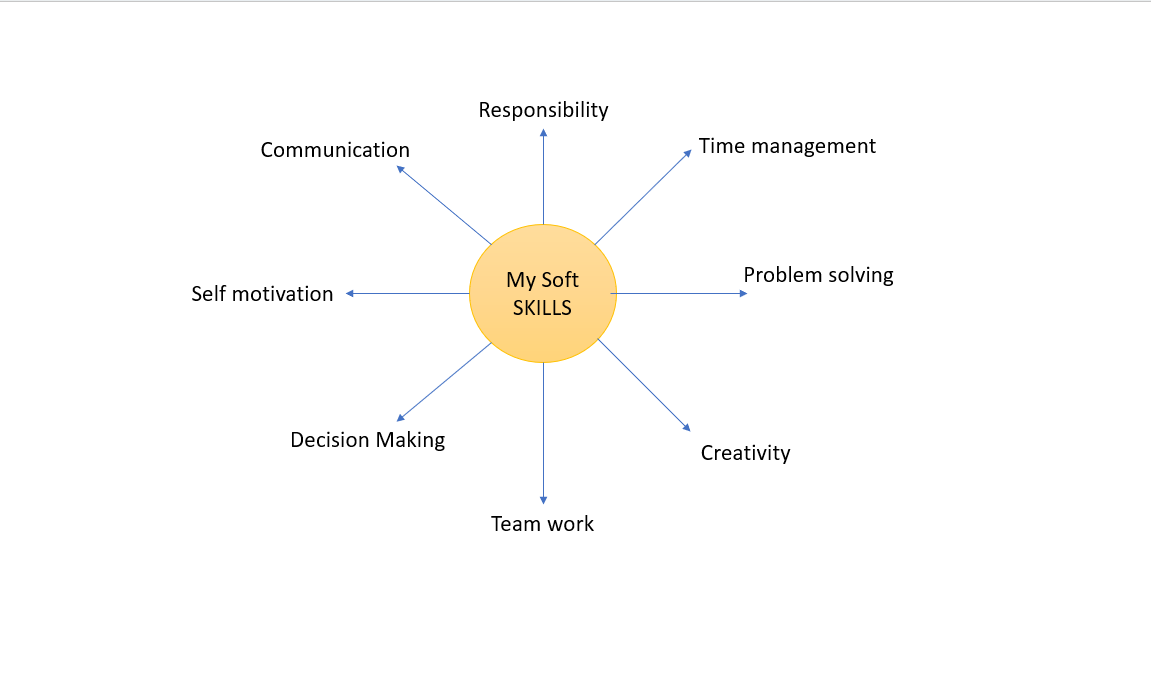 Responsibility
Time management
Communication
Problem solving
My Soft
SKILLS
Self motivation
Decision Making
Creativity
Team work